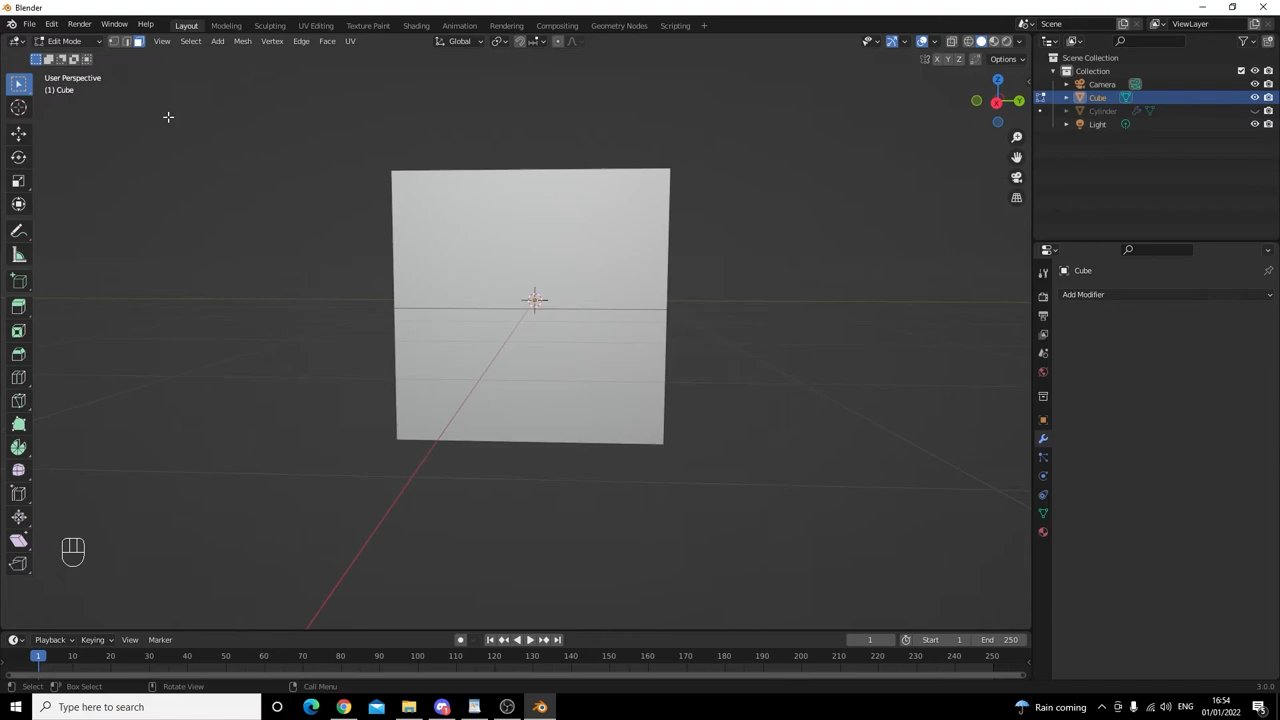 Blender
File Edit Render Window Help Layout Modeling Sculpting UV Editing Texture Paint Shading Animation Rendering Compositing Geometry Nodes Scripting + Scene ViewLayer
Edit Mode View Select Add Mesh Vertex Edge Face UV Global
X Y Z Options
User Perspective
(1) Cube
Z
Y
X
Scene Collection
Collection
Camera
Cube
Cylinder
Light
Cube
Add Modifier
Playback Keying View Marker 1 Start 1 End 250
1 10 20 30 40 50 60 70 80 90 100 110 120 130 140 150 160 170 180 190 200 210 220 230 240 250
Select Box Select Rotate View Call Menu 3.0.0
Type here to search Rain coming ENG 16:54
01/01/2022